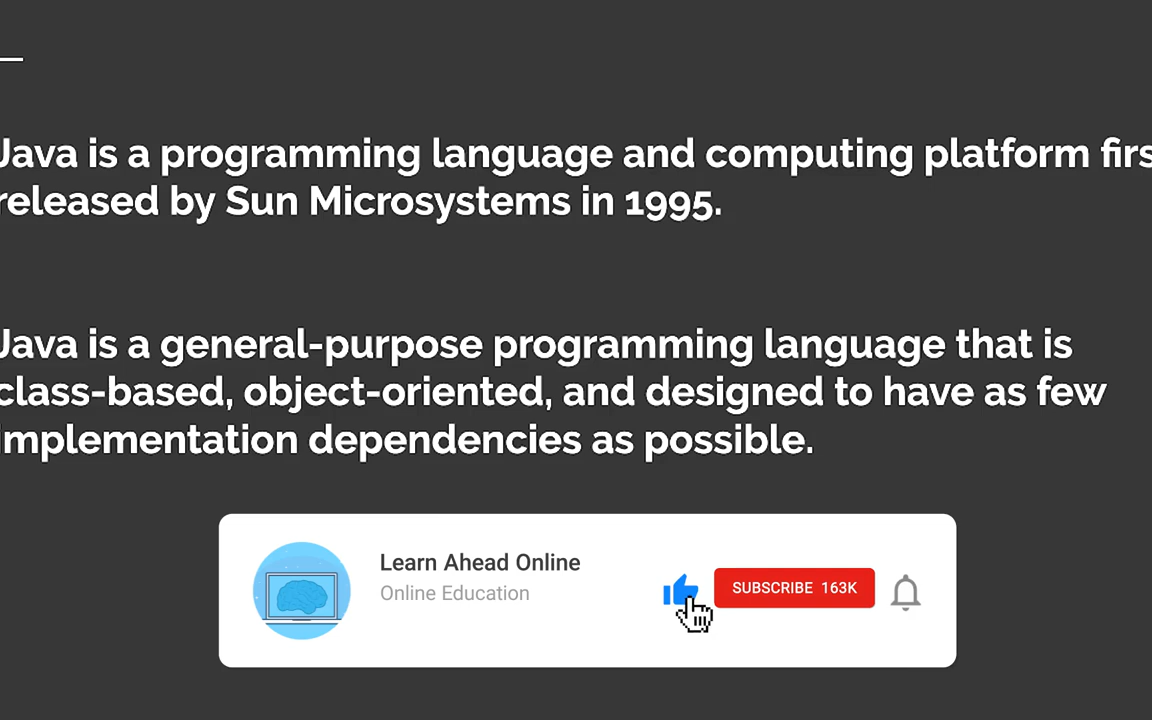 Java is a programming language and computing platform firs
released by Sun Microsystems in 1995.
Java is a general-purpose programming language that is
class-based, object-oriented, and designed to have as few
implementation dependencies as possible.
Learn Ahead Online
Online Education
SUBSCRIBE 163K